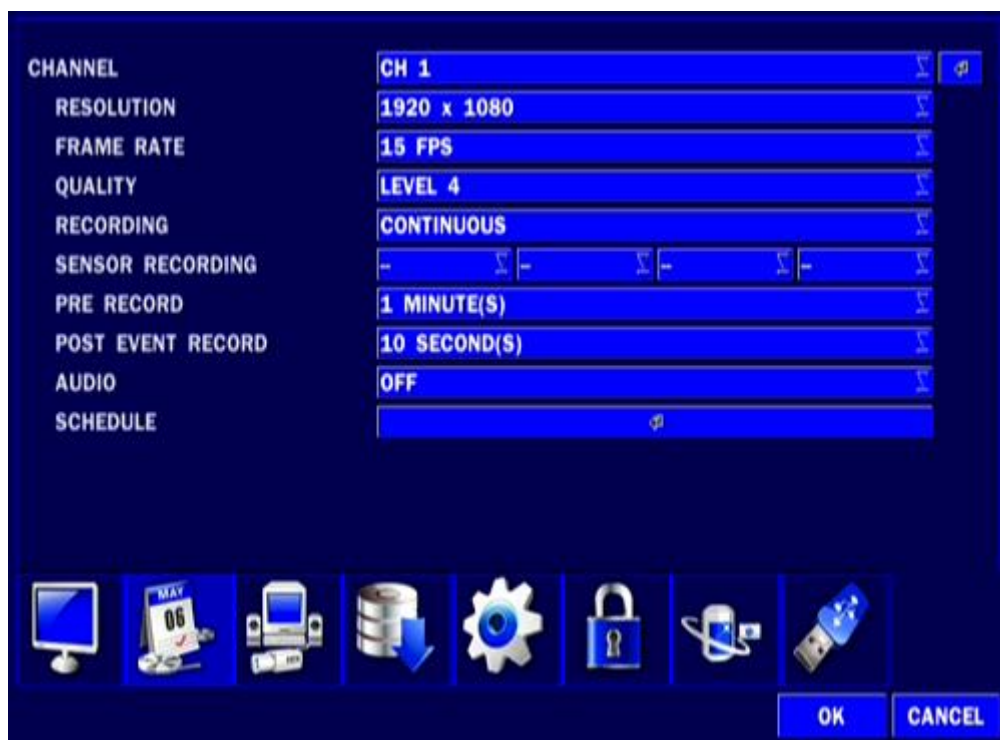 CHANNEL CH 1
RESOLUTION 1920 x 1080
FRAME RATE 15 FPS
QUALITY LEVEL 4
RECORDING CONTINUOUS
SENSOR RECORDING – – – –
PRE RECORD 1 MINUTE(S)
POST EVENT RECORD 10 SECOND(S)
AUDIO OFF
SCHEDULE
MAY
06
OK CANCEL